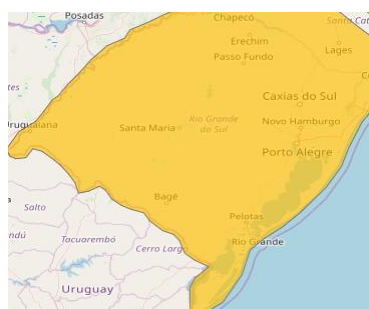 Posadas
Chapecó
Santa Cat
Erechim
Lages
Passo Fundo
tes
Caxias do Sul
Rio Grande
do Sul
Novo Hamburgo
Uruguaiana
Santa Maria
Porto Alegre
Bagé
Salto
Pelotas
ndú
Tacuarembó
Rio Grande
Cerro Larg
Uruguay